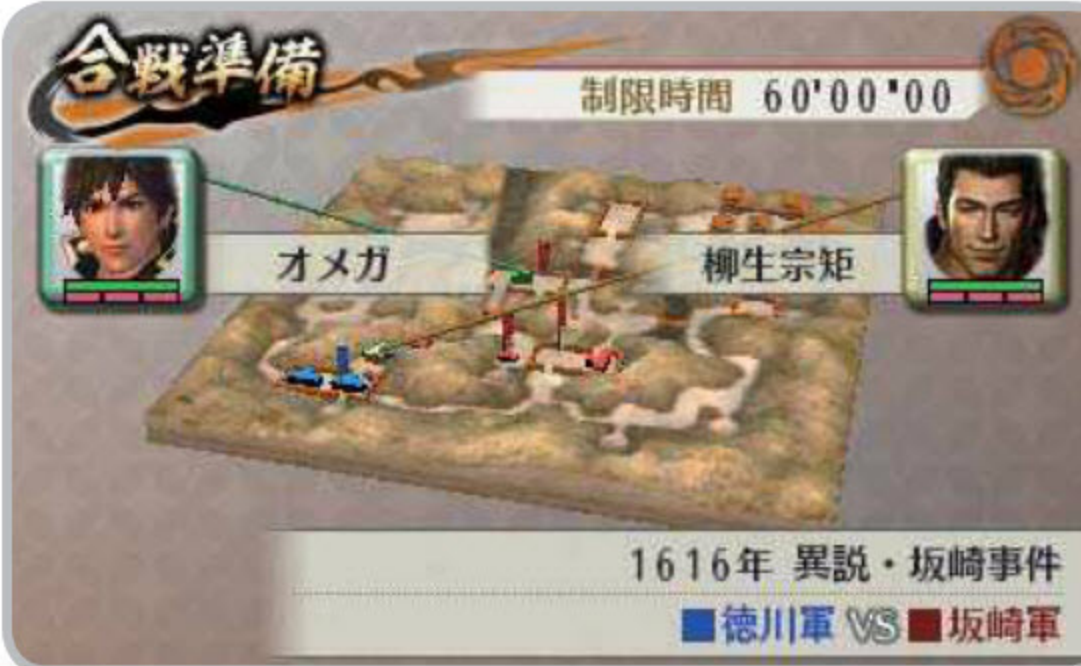 合戦準備
制限時間 60'00"00
オメガ
柳生宗矩
1616年 異説・坂崎事件
■徳川軍 VS ■坂崎軍